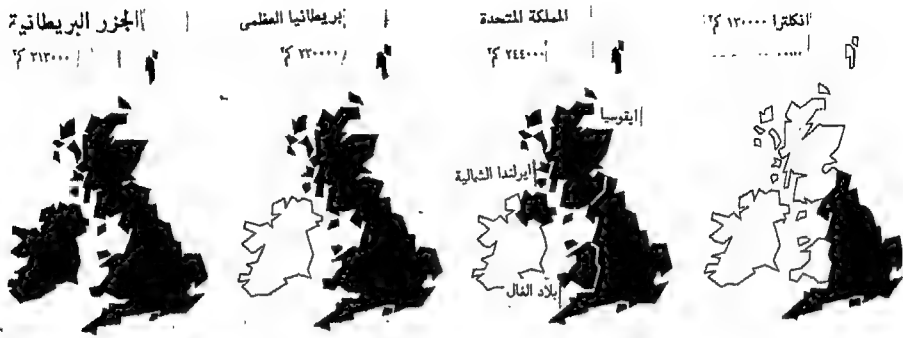 الجزر البريطانية
٣١٣٠٠٠ كم٢
بريطانيا العظمى
٢٣٠٠٠٠ كم٢
المملكة المتحدة
٢٤٤٠٠٠ كم٢
ايقوسيا
ايرلندا الشمالية
بلاد الغال
انكلترا ١٣٠٠٠٠ كم٢